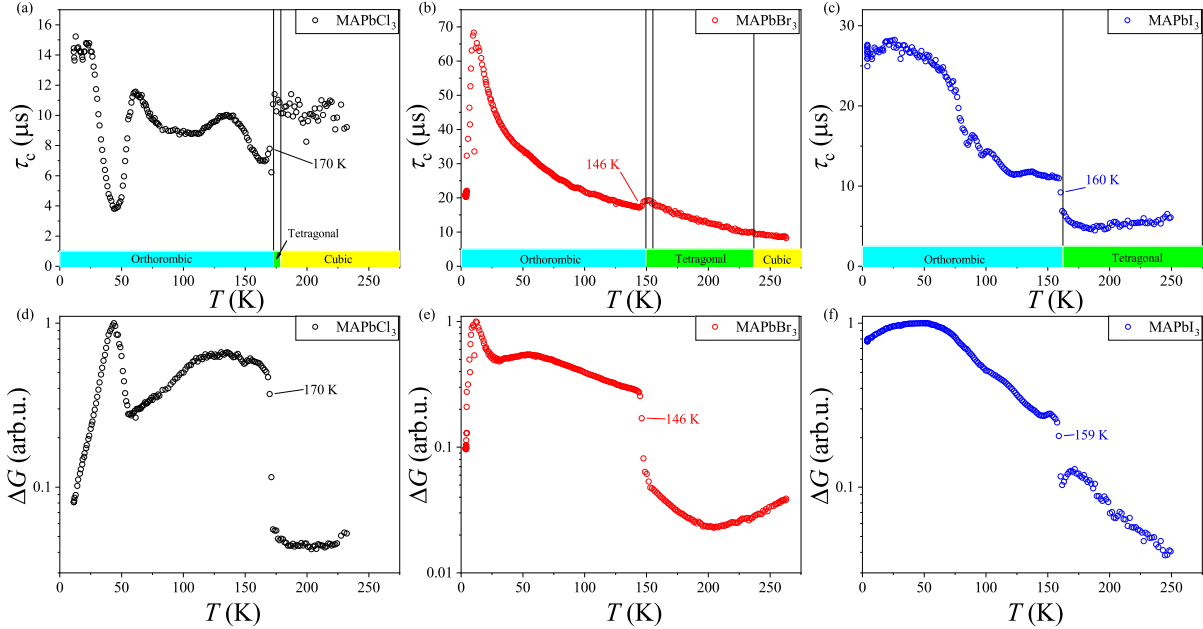 (a)
MAPbCl3
16
14
12
10
8
6
4
2
0
τc (μs)
170 K
Tetragonal
Orthorombic
Cubic
0 50 100 150 200 250
T (K)
(b)
MAPbBr3
70
60
50
40
30
20
10
0
τc (μs)
146 K
Orthorombic
Tetragonal
Cubic
0 50 100 150 200 250
T (K)
(c)
MAPbI3
30
20
10
0
τc (μs)
160 K
Orthorombic
Tetragonal
0 50 100 150 200 250
T (K)
(d)
MAPbCl3
1
0.1
ΔG (arb.u.)
170 K
0 50 100 150 200 250
T (K)
(e)
MAPbBr3
1
0.1
0.01
ΔG (arb.u.)
146 K
0 50 100 150 200 250
T (K)
(f)
MAPbI3
1
0.1
ΔG (arb.u.)
159 K
0 50 100 150 200 250
T (K)